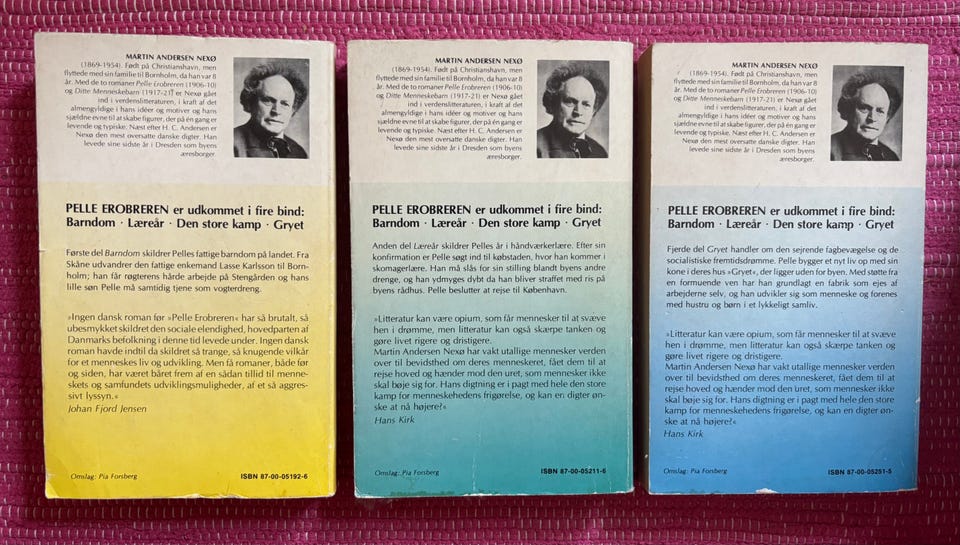 MARTIN ANDERSEN NEXØ
(1869-1954). Født på Christianshavn, men
flyttede med sin familie til Bornholm, da han var 8
år. Med de to romaner Pelle Erobreren (1906-10)
og Ditte Menneskebarn (1917-21) er Nexø gået
ind i verdenslitteraturen, i kraft af det
almengyldige i hans idéer og motiver og hans
sjældne evne til at skabe figurer, der på én gang er
levende og typiske. Næst efter H. C. Andersen er
Nexø den mest oversatte danske digter. Han
levede sine sidste år i Dresden som byens
æresborger.
PELLE EROBREREN er udkommet i fire bind:
Barndom · Læreår · Den store kamp · Gryet
Første del Barndom skildrer Pelles fattige barndom på landet. Fra
Skåne udvandrer den fattige enkemand Lasse Karlsson til Born-
holm; han får røgterens hårde arbejde på Stengården og hans
lille søn Pelle må samtidig tjene som vogterdreng.
»Ingen dansk roman før »Pelle Erobreren« har så brutalt, så
ubesmykket skildret den sociale elendighed, hovedparten af
Danmarks befolkning i denne tid levede under. Ingen dansk
roman havde indtil da skildret så trange, så knugende vilkår
for et menneskes liv og udvikling. Men få romaner, både før
og siden, har været båret frem af en sådan tillid til menne-
skets og samfundets udviklingsmuligheder, af et så aggres-
sivt lyssyn.«
Johan Fjord Jensen
Omslag: Pia Forsberg
ISBN 87-00-05192-6
MARTIN ANDERSEN NEXØ
(1869-1954). Født på Christianshavn, men
flyttede med sin familie til Bornholm, da han var 8
år. Med de to romaner Pelle Erobreren (1906-10)
og Ditte Menneskebarn (1917-21) er Nexø gået
ind i verdenslitteraturen, i kraft af det
almengyldige i hans idéer og motiver og hans
sjældne evne til at skabe figurer, der på én gang er
levende og typiske. Næst efter H. C. Andersen er
Nexø den mest oversatte danske digter. Han
levede sine sidste år i Dresden som byens
æresborger.
PELLE EROBREREN er udkommet i fire bind:
Barndom · Læreår · Den store kamp · Gryet
Anden del Læreår skildrer Pelles år i håndværkerlære. Efter sin
konfirmation er Pelle søgt ind til købstaden, hvor han kommer i
skomagerlære. Han må slås for sin stilling blandt byens andre
drenge, og han ydmyges dybt da han bliver straffet med ris på
byens rådhus. Pelle beslutter at rejse til København.
»Litteratur kan være opium, som får mennesker til at svæve
hen i drømme, men litteratur kan også skærpe tanken og
gøre livet rigere og dristigere.
Martin Andersen Nexø har vakt utallige mennesker verden
over til bevidsthed om deres menneskeret, fået dem til at
rejse hoved og hænder mod den uret, som mennesker ikke
skal bøje sig for. Hans digtning er i pagt med hele den store
kamp for menneskehedens frigørelse, og kan en digter øn-
ske at nå højere?«
Hans Kirk
Omslag: Pia Forsberg
ISBN 87-00-05211-6
MARTIN ANDERSEN NEXØ
(1869-1954). Født på Christianshavn, men
flyttede med sin familie til Bornholm, da han var 8
år. Med de to romaner Pelle Erobreren (1906-10)
og Ditte Menneskebarn (1917-21) er Nexø gået
ind i verdenslitteraturen, i kraft af det
almengyldige i hans idéer og motiver og hans
sjældne evne til at skabe figurer, der på én gang er
levende og typiske. Næst efter H. C. Andersen er
Nexø den mest oversatte danske digter. Han
levede sine sidste år i Dresden som byens
æresborger.
PELLE EROBREREN er udkommet i fire bind:
Barndom · Læreår · Den store kamp · Gryet
Fjerde del Gryet handler om den sejrende fagbevægelse og de
socialistiske fremtidsdrømme. Pelle bygger et nyt liv op med sin
kone i deres hus »Gryet«, der ligger uden for byen. Med støtte fra
en formuende ven har han grundlagt en fabrik som ejes af
arbejderne selv, og han udvikler sig som menneske og forenes
med hustru og børn i et lykkeligt samliv.
»Litteratur kan være opium, som får mennesker til at svæve
hen i drømme, men litteratur kan også skærpe tanken og
gøre livet rigere og dristigere.
Martin Andersen Nexø har vakt utallige mennesker verden
over til bevidsthed om deres menneskeret, fået dem til at
rejse hoved og hænder mod den uret, som mennesker ikke
skal bøje sig for. Hans digtning er i pagt med hele den store
kamp for menneskehedens frigørelse, og kan en digter øn-
ske at nå højere?«
Hans Kirk
Omslag: Pia Forsberg
ISBN 87-00-05251-5